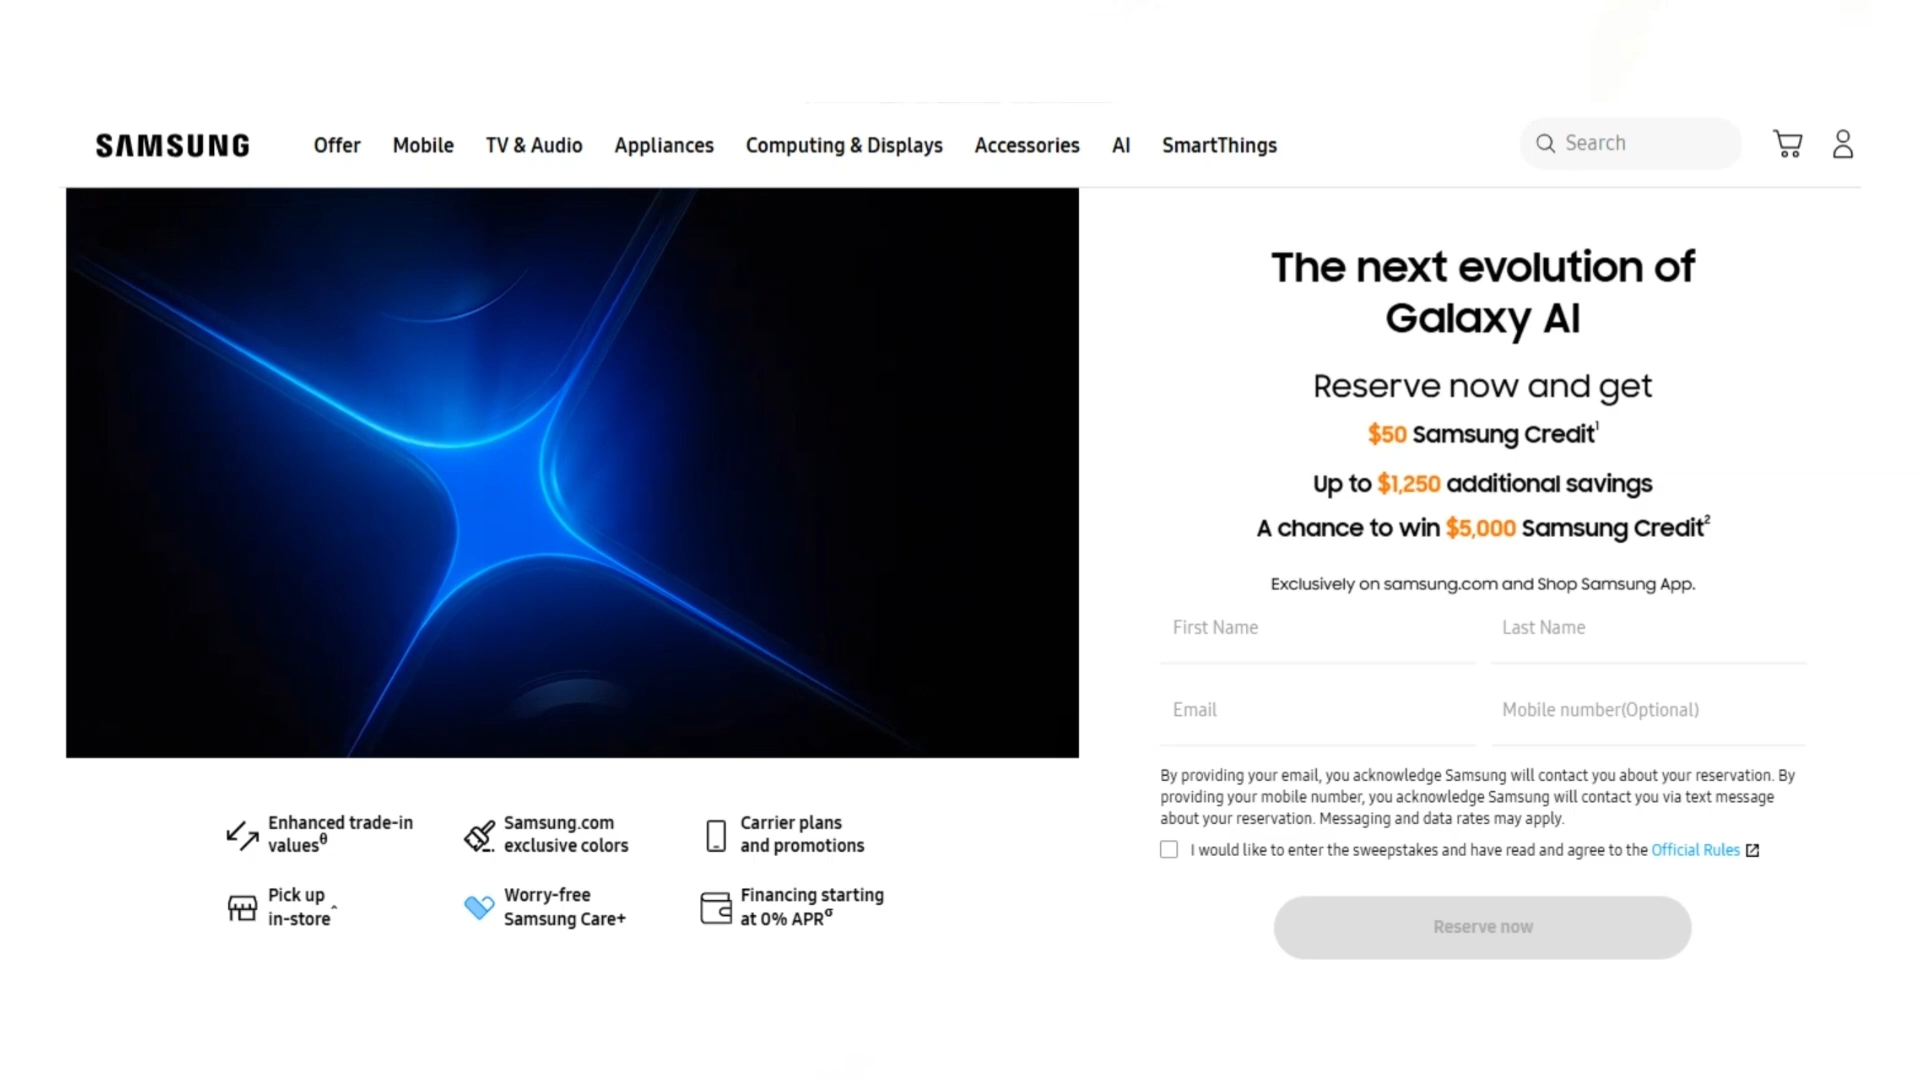 SAMSUNG Offer Mobile TV & Audio Appliances Computing & Displays Accessories AI SmartThings Search
The next evolution of
Galaxy AI
Reserve now and get
$50 Samsung Credit¹
Up to $1,250 additional savings
A chance to win $5,000 Samsung Credit²
Exclusively on samsung.com and Shop Samsung App.
First Name Last Name
Email Mobile number(Optional)
By providing your email, you acknowledge Samsung will contact you about your reservation. By
providing your mobile number, you acknowledge Samsung will contact you via text message
about your reservation. Messaging and data rates may apply.
I would like to enter the sweepstakes and have read and agree to the Official Rules
Reserve now
Enhanced trade-in
values^θ
Samsung.com
exclusive colors
Carrier plans
and promotions
Pick up
in-store^
Worry-free
Samsung Care+
Financing starting
at 0% APR^σ